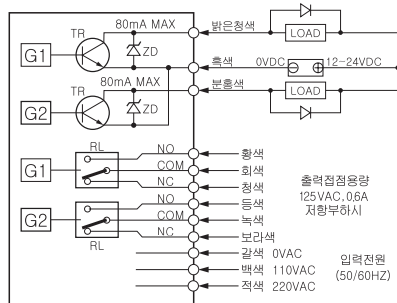 80mA MAX
밝은청색
LOAD
TR
G1
ZD
흑색
0VDC
12-24VDC
80mA MAX
분홍색
LOAD
TR
G2
ZD
RL
NO
황색
G1
COM
회색
NC
청색
NO
등색
G2
COM
녹색
NC
보라색
RL
갈색 0VAC
백색 110VAC
적색 220VAC
출력접점용량
125VAC.0,6A
저항부하시
입력전원
(50/60HZ)